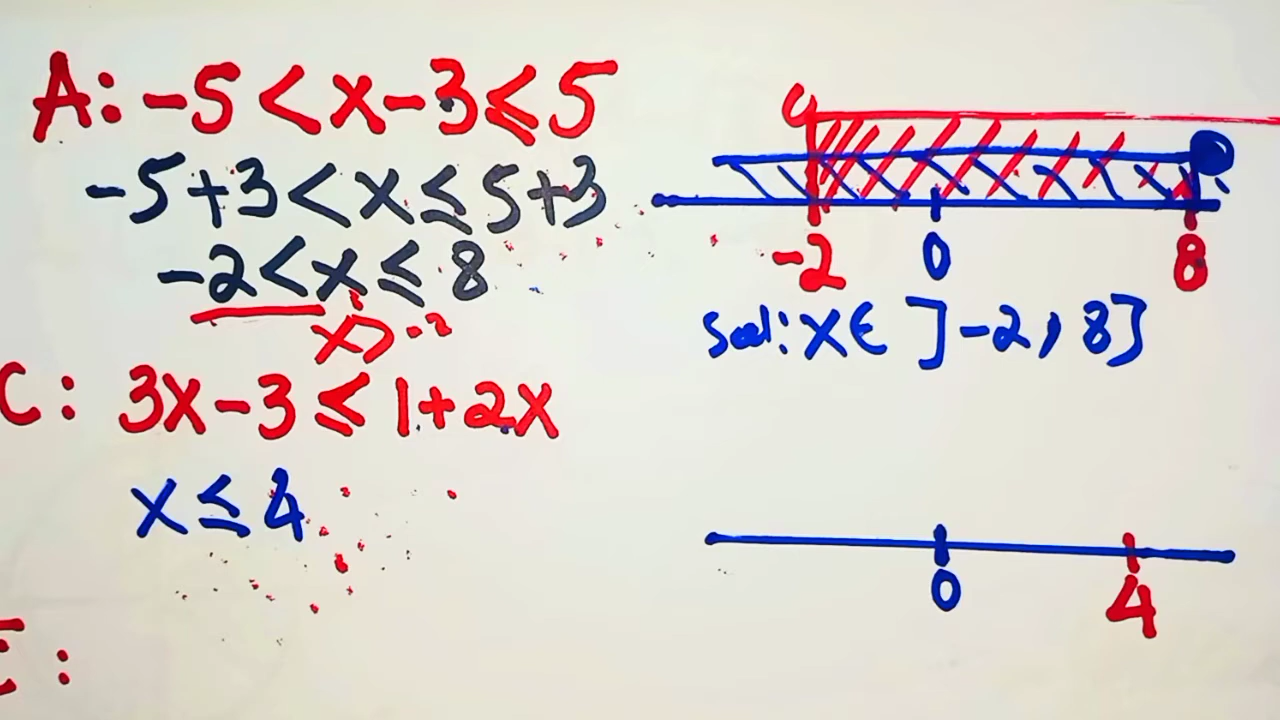 A: -5 < x - 3 ≤ 5
-5 + 3 < x ≤ 5 + 3
-2 < x ≤ 8
x > -2
-2 0 8
Sol: x ∈ ]-2, 8]
C: 3x - 3 ≤ 1 + 2x
x ≤ 4
0 4
E: